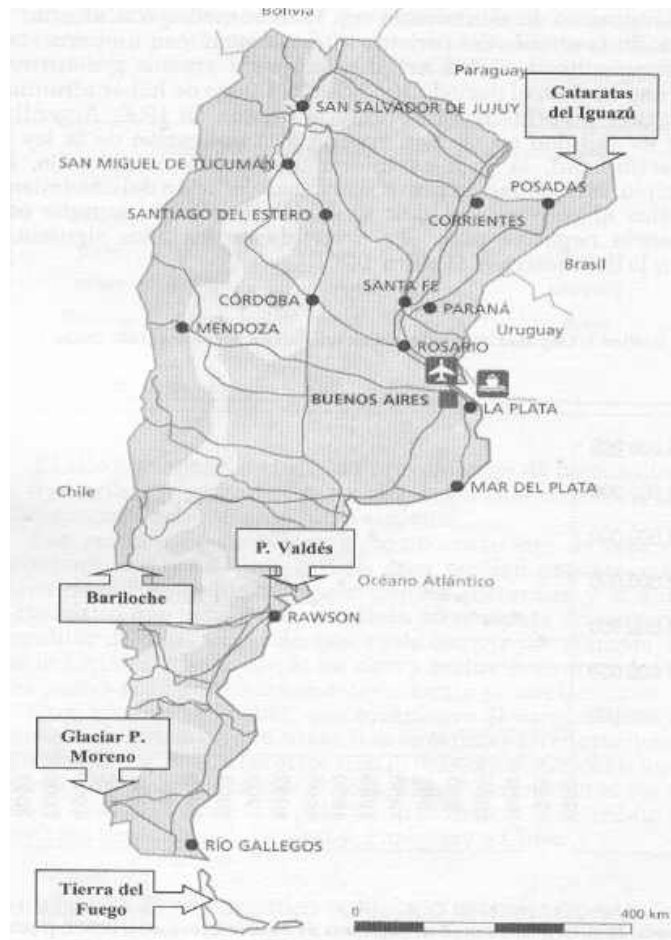 Bolivia
Paraguay
Cataratas
del Iguazú
SAN SALVADOR DE JUJUY
SAN MIGUEL DE TUCUMÁN
POSADAS
SANTIAGO DEL ESTERO
CORRIENTES
Brasil
SANTA FE
CÓRDOBA
PARANÁ
MENDOZA
Uruguay
ROSARIO
BUENOS AIRES
LA PLATA
MAR DEL PLATA
Chile
P. Valdés
Océano Atlántico
Bariloche
RAWSON
Glaciar P.
Moreno
RÍO GALLEGOS
Tierra del
Fuego
0
400 km